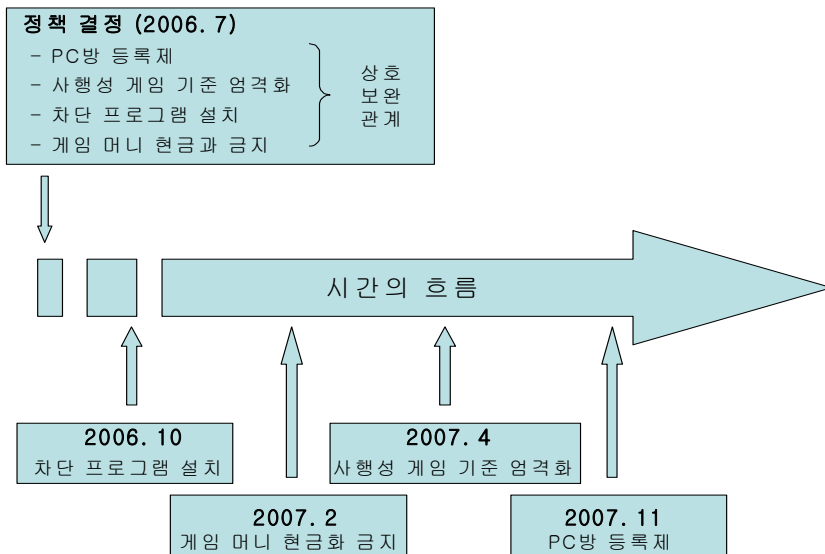 정책 결정 (2006. 7)
- PC방 등록제
- 사행성 게임 기준 엄격화
- 차단 프로그램 설치
- 게임 머니 현금과 금지
상호
보완
관계
시간의 흐름
2006. 10
차단 프로그램 설치
2007. 4
사행성 게임 기준 엄격화
2007. 2
게임 머니 현금화 금지
2007. 11
PC방 등록제